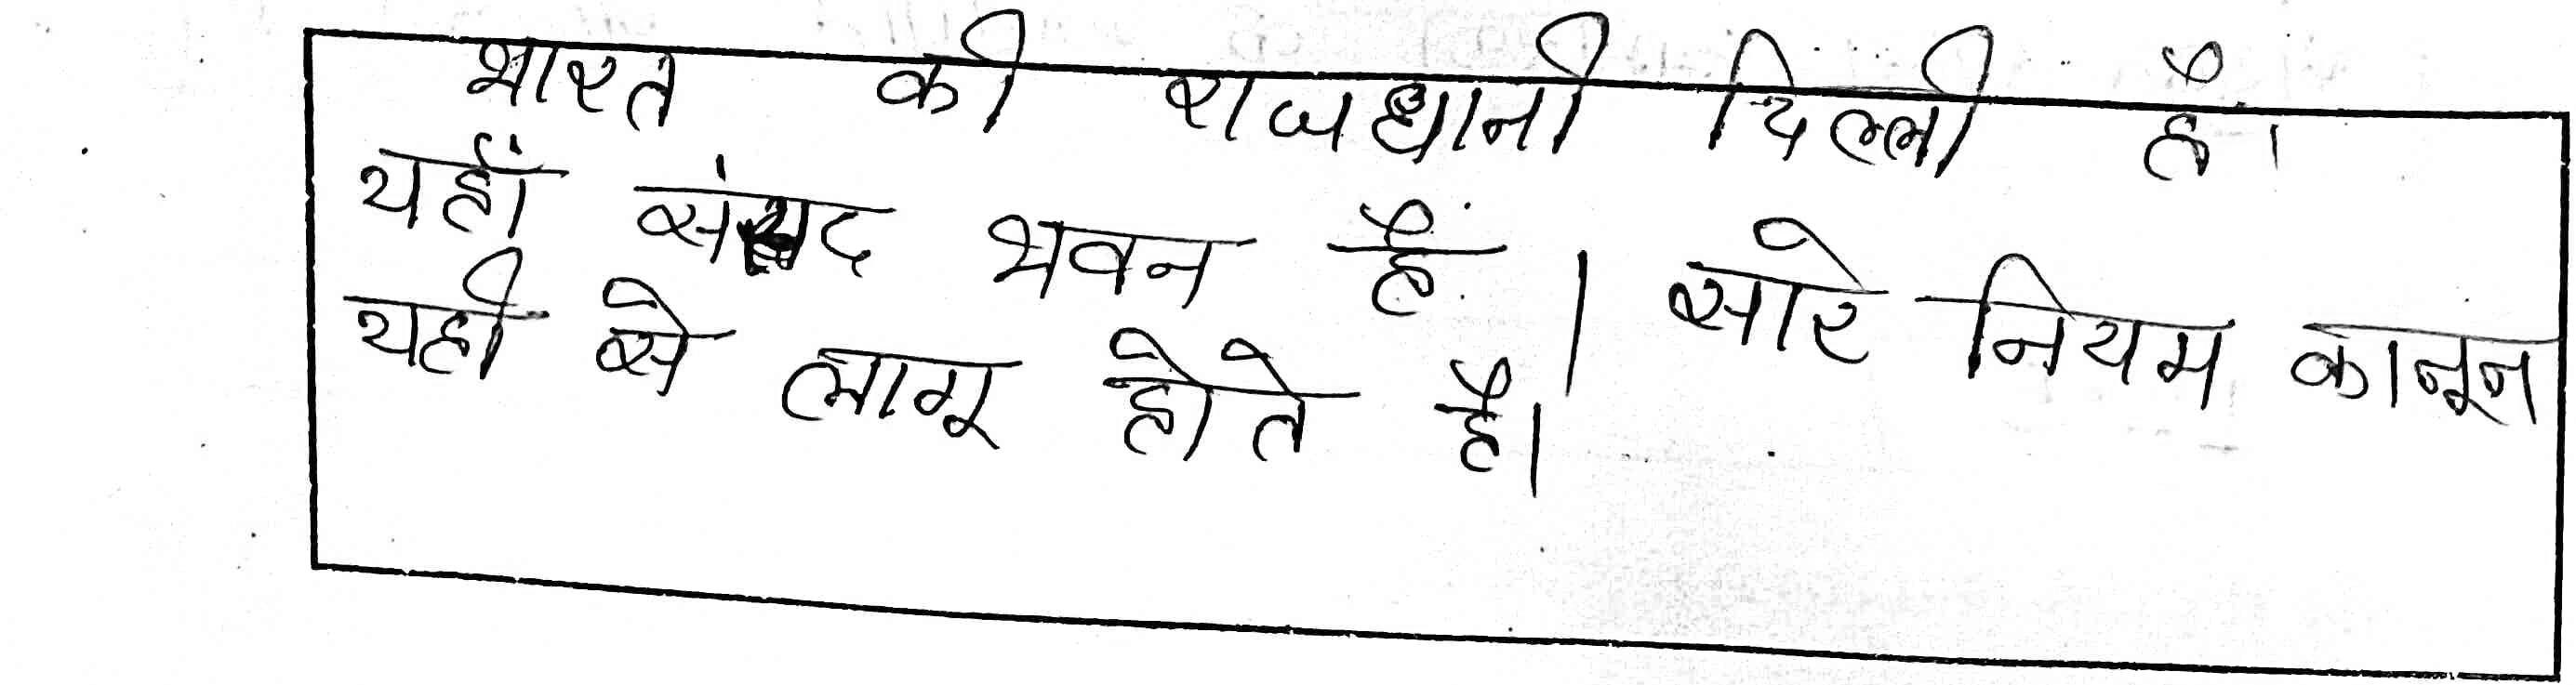 भारत की राजधानी दिल्ली है।
यहाँ संसद भवन है। सारे नियम कानून
यही से लागू होते है।